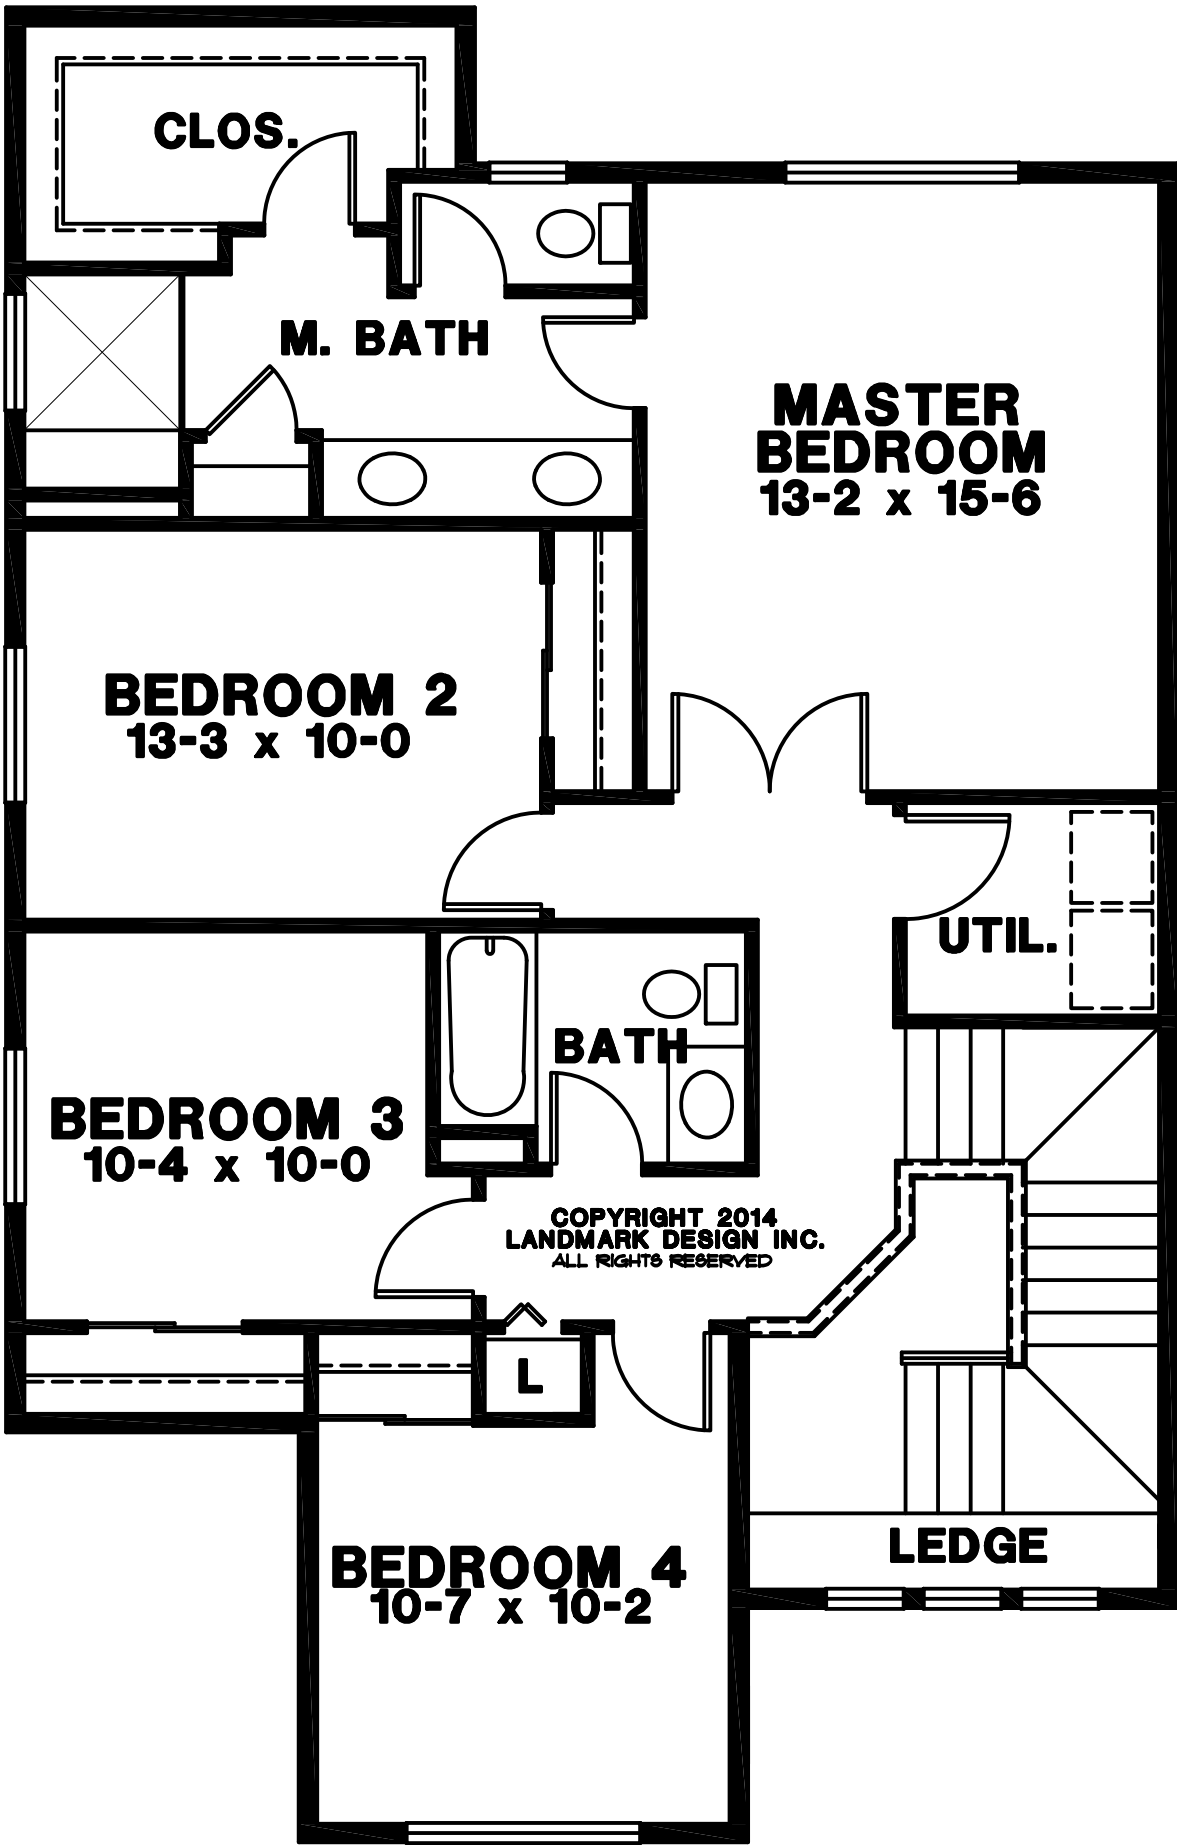 CLOS.
M. BATH
MASTER
BEDROOM
13-2 x 15-6
BEDROOM 2
13-3 x 10-0
UTIL.
BATH
BEDROOM 3
10-4 x 10-0
COPYRIGHT 2014
LANDMARK DESIGN INC.
ALL RIGHTS RESERVED
L
LEDGE
BEDROOM 4
10-7 x 10-2